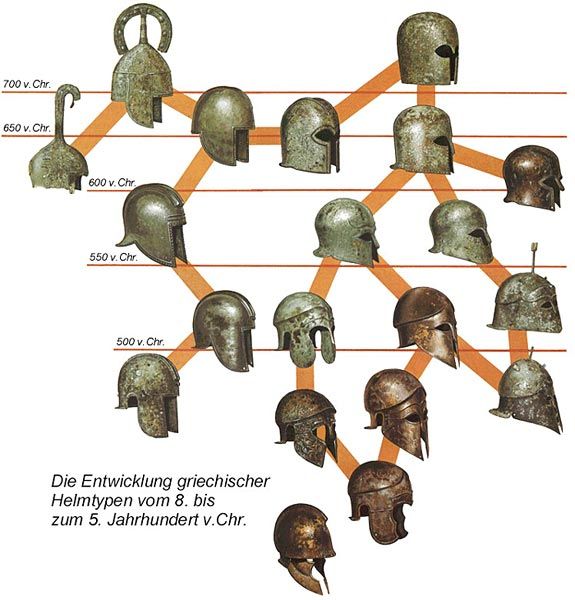 700 v.Chr.
650 v.Chr.
600 v.Chr.
550 v.Chr.
500 v.Chr.
Die Entwicklung griechischer
Helmtypen vom 8. bis
zum 5. Jahrhundert v.Chr.